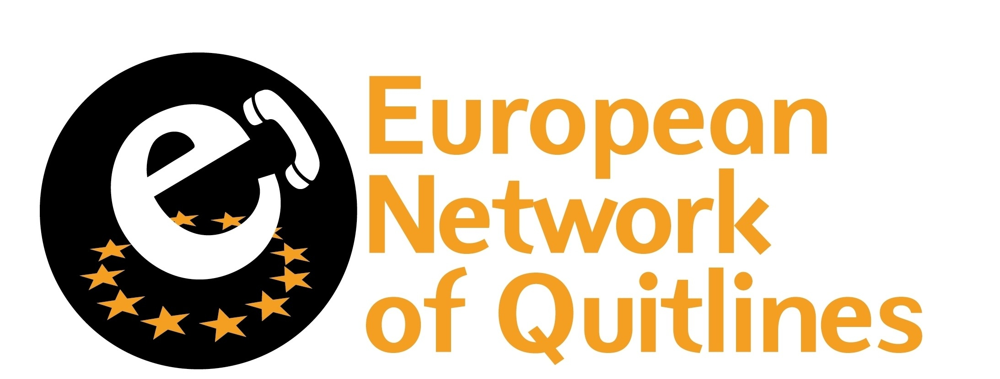 e
European
Network
of Quitlines